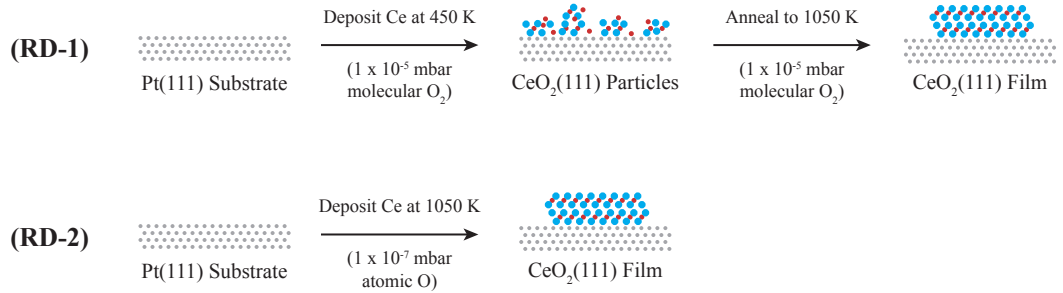 (RD-1)
Pt(111) Substrate
Deposit Ce at 450 K
(1 x 10⁻⁵ mbar
molecular O₂)
CeO₂(111) Particles
Anneal to 1050 K
(1 x 10⁻⁵ mbar
molecular O₂)
CeO₂(111) Film
(RD-2)
Pt(111) Substrate
Deposit Ce at 1050 K
(1 x 10⁻⁷ mbar
atomic O)
CeO₂(111) Film